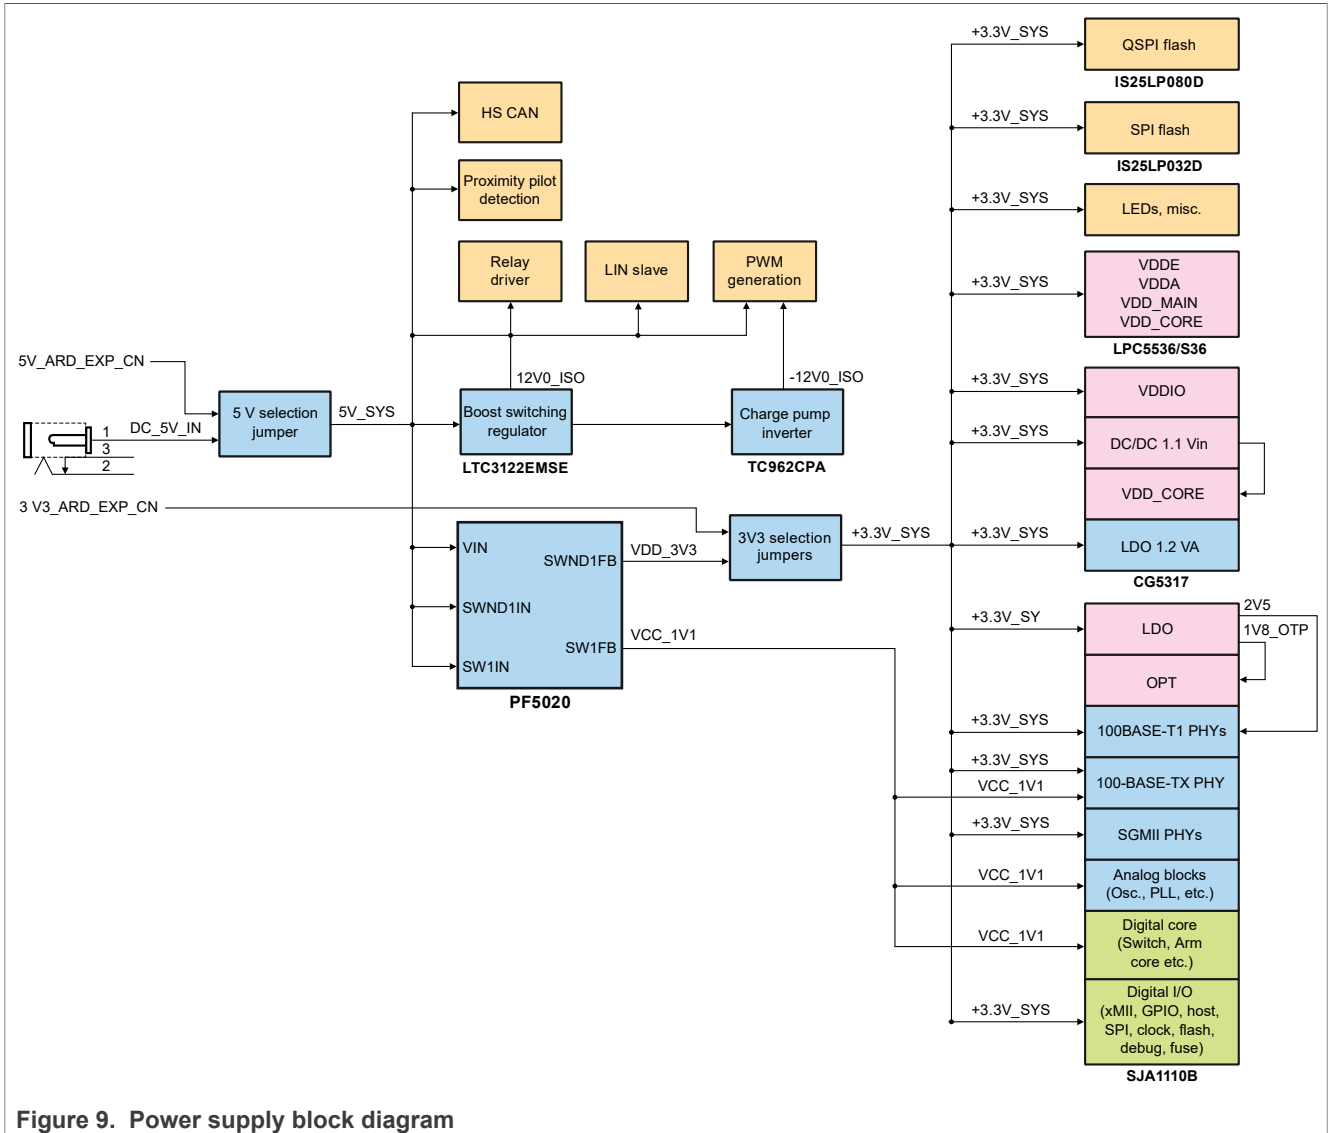 +3.3V_SYS
QSPI flash
IS25LP080D
HS CAN
+3.3V_SYS
SPI flash
IS25LP032D
Proximity pilot
detection
+3.3V_SYS
LEDs, misc.
Relay
driver
LIN slave
PWM
generation
+3.3V_SYS
VDDE
VDDA
VDD_MAIN
VDD_CORE
LPC5536/S36
5V_ARD_EXP_CN
12V0_ISO
-12V0_ISO
5 V selection
jumper
5V_SYS
Boost switching
regulator
LTC3122EMSE
Charge pump
inverter
TC962CPA
DC_5V_IN
1
3
2
+3.3V_SYS
VDDIO
+3.3V_SYS
DC/DC 1.1 Vin
VDD_CORE
3 V3_ARD_EXP_CN
3V3 selection
jumpers
+3.3V_SYS
+3.3V_SYS
LDO 1.2 VA
CG5317
VIN
SWND1FB
VDD_3V3
SWND1IN
SW1FB
VCC_1V1
SW1IN
PF5020
+3.3V_SY
LDO
2V5
1V8_OTP
OPT
+3.3V_SYS
100BASE-T1 PHYs
+3.3V_SYS
VCC_1V1
100-BASE-TX PHY
+3.3V_SYS
SGMII PHYs
VCC_1V1
Analog blocks
(Osc., PLL, etc.)
VCC_1V1
Digital core
(Switch, Arm
core etc.)
+3.3V_SYS
Digital I/O
(xMII, GPIO, host,
SPI, clock, flash,
debug, fuse)
SJA1110B
Figure 9. Power supply block diagram